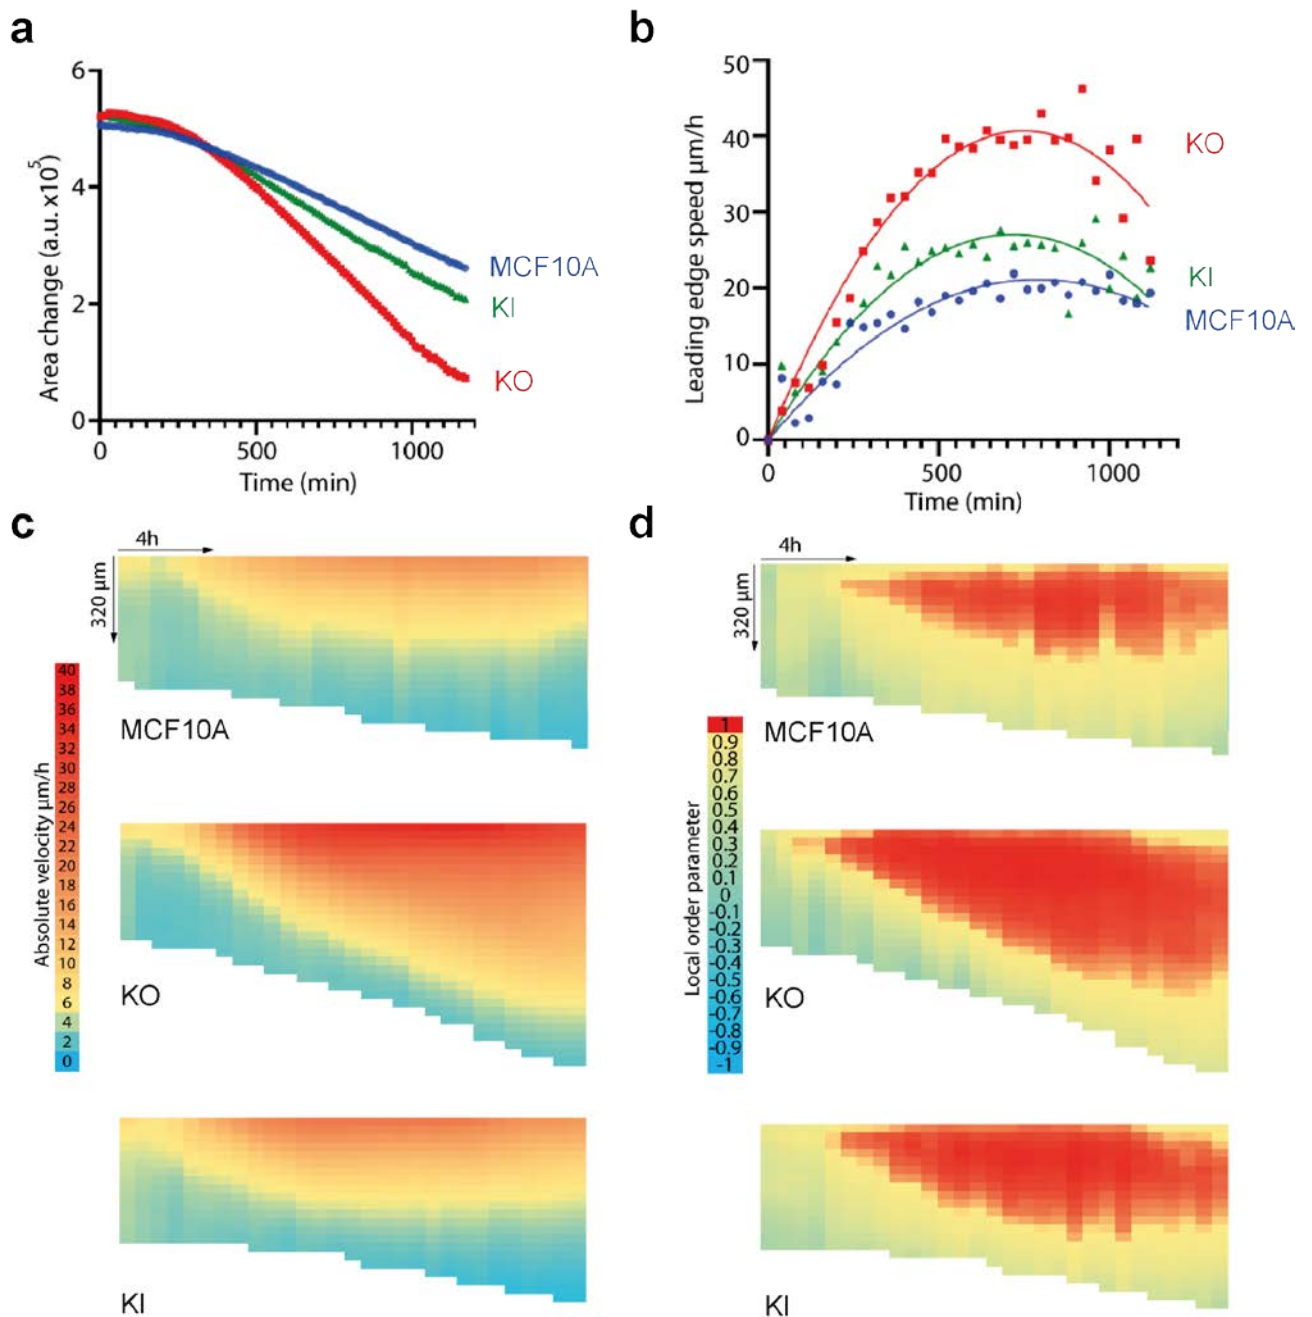 a
6
4
2
0
Area change (a.u. x10⁵)
0
500
1000
Time (min)
MCF10A
KI
KO
b
50
40
30
20
10
0
Leading edge speed µm/h
0
500
1000
Time (min)
KO
KI
MCF10A
c
4h
320 µm
40
38
36
34
32
30
28
26
24
22
20
18
16
14
12
10
8
6
4
2
0
Absolute velocity µm/h
MCF10A
KO
KI
d
4h
320 µm
1
0.9
0.8
0.7
0.6
0.5
0.4
0.3
0.2
0.1
0
-0.1
-0.2
-0.3
-0.4
-0.5
-0.6
-0.7
-0.8
-0.9
-1
Local order parameter
MCF10A
KO
KI